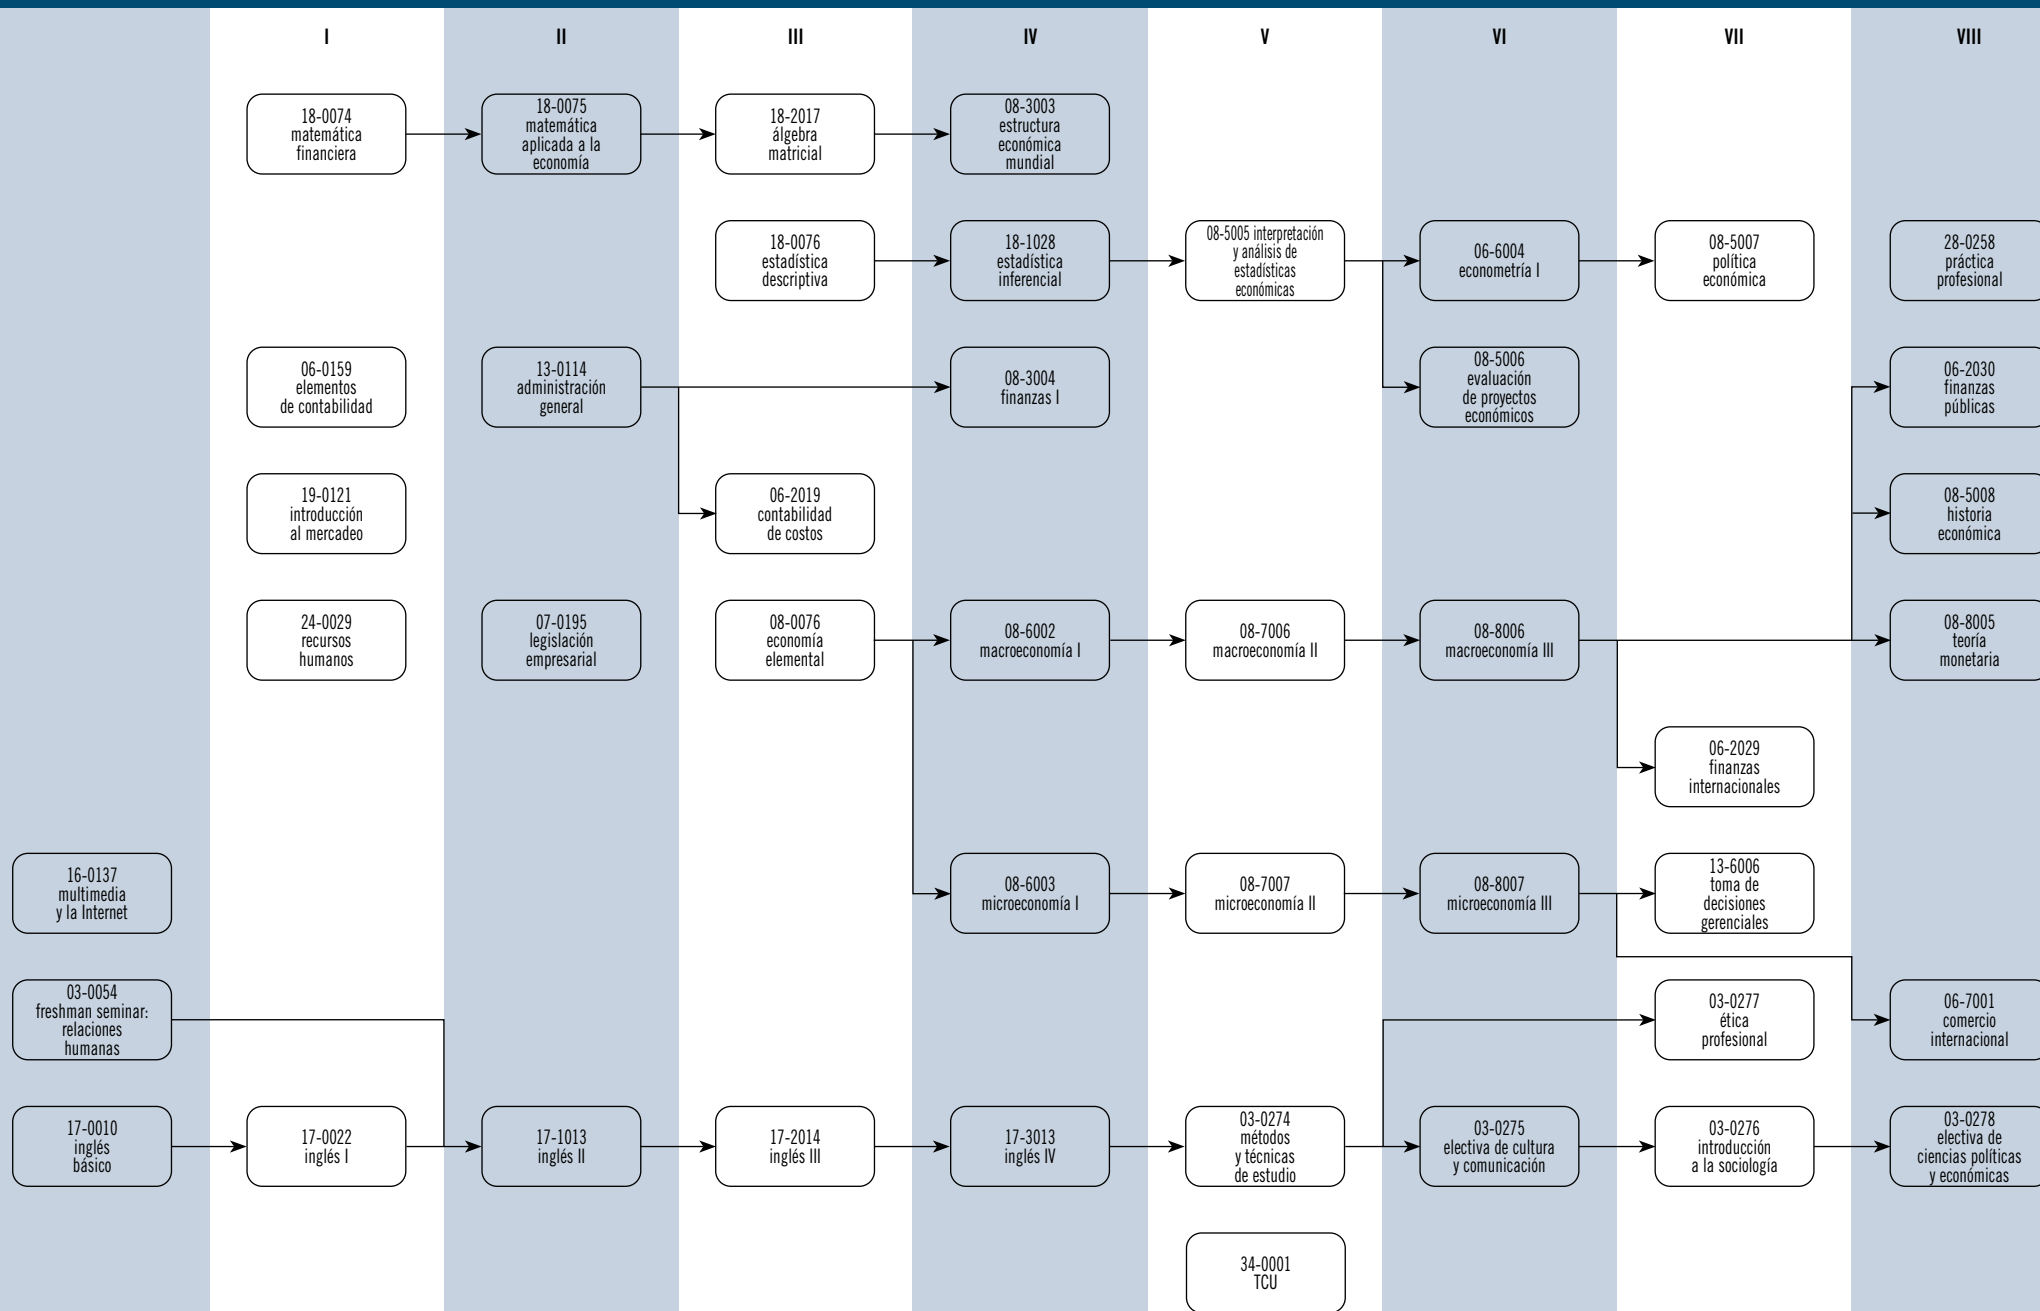 I
II
III
IV
V
VI
VII
VIII
18-0074
matemática
financiera
18-0075
matemática
aplicada a la
economía
18-2017
álgebra
matricial
08-3003
estructura
económica
mundial
18-0076
estadística
descriptiva
18-1028
estadística
inferencial
08-5005 interpretación
y análisis de
estadísticas
económicas
06-6004
econometría I
08-5007
política
económica
28-0258
práctica
profesional
06-0159
elementos
de contabilidad
13-0114
administración
general
08-3004
finanzas I
08-5006
evaluación
de proyectos
económicos
06-2030
finanzas
públicas
19-0121
introducción
al mercadeo
06-2019
contabilidad
de costos
08-5008
historia
económica
24-0029
recursos
humanos
07-0195
legislación
empresarial
08-0076
economía
elemental
08-6002
macroeconomía I
08-7006
macroeconomía II
08-8006
macroeconomía III
08-8005
teoría
monetaria
06-2029
finanzas
internacionales
16-0137
multimedia
y la Internet
08-6003
microeconomía I
08-7007
microeconomía II
08-8007
microeconomía III
13-6006
toma de
decisiones
gerenciales
03-0054
freshman seminar:
relaciones
humanas
03-0277
ética
profesional
06-7001
comercio
internacional
17-0010
inglés
básico
17-0022
inglés I
17-1013
inglés II
17-2014
inglés III
17-3013
inglés IV
03-0274
métodos
y técnicas
de estudio
03-0275
electiva de cultura
y comunicación
03-0276
introducción
a la sociología
03-0278
electiva de
ciencias políticas
y económicas
34-0001
TCU